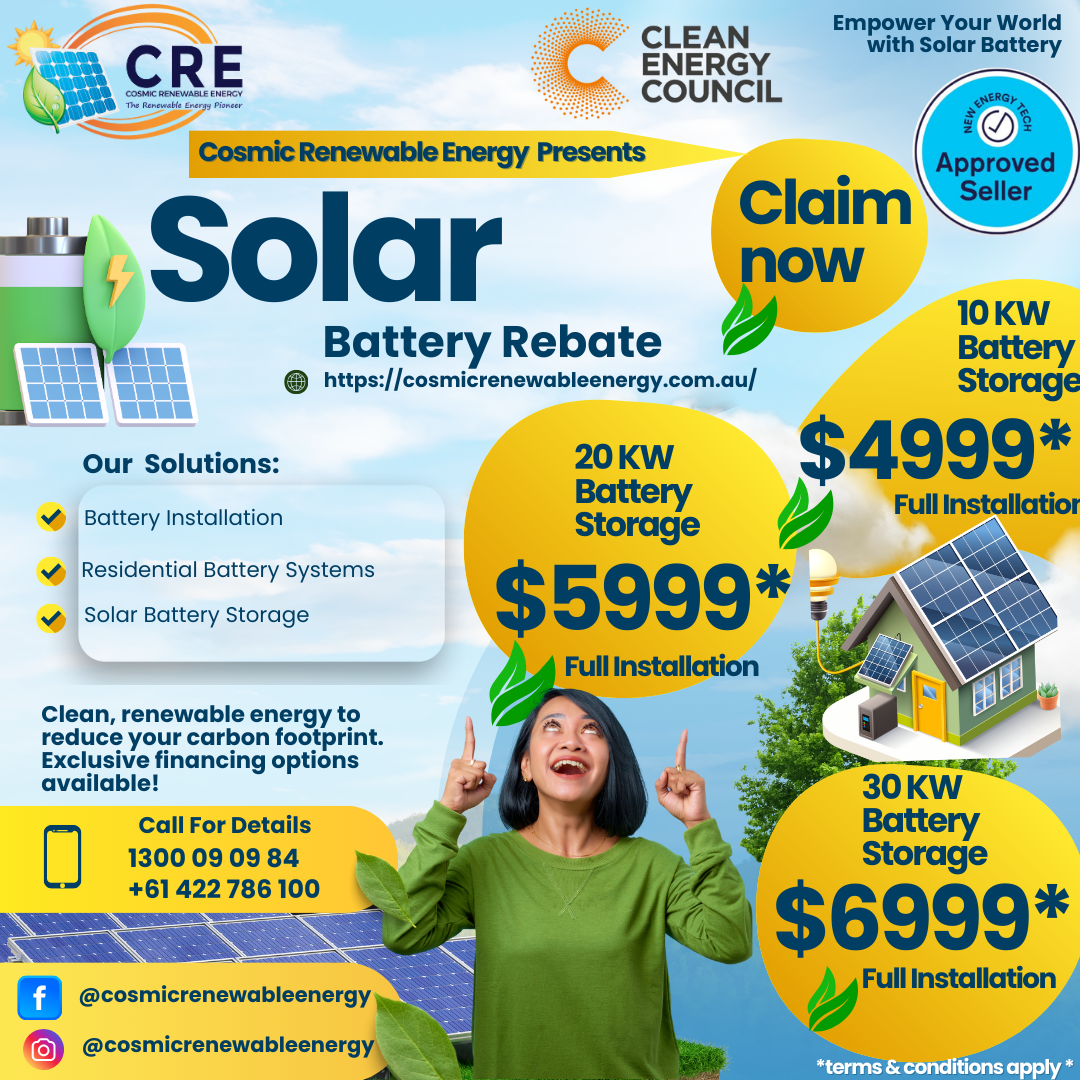 CRE
COSMIC RENEWABLE ENERGY
The Renewable Energy Pioneer
CLEAN
ENERGY
COUNCIL
Empower Your World
with Solar Battery
NEW ENERGY TECH
Approved
Seller
Cosmic Renewable Energy Presents
Solar
Battery Rebate
https://cosmicrenewableenergy.com.au/
Claim
now
10 KW
Battery
Storage
$4999*
Full Installation
20 KW
Battery
Storage
$5999*
Full Installation
Our Solutions:
Battery Installation
Residential Battery Systems
Solar Battery Storage
Clean, renewable energy to
reduce your carbon footprint.
Exclusive financing options
available!
Call For Details
1300 09 09 84
+61 422 786 100
@cosmicrenewableenergy
@cosmicrenewableenergy
30 KW
Battery
Storage
$6999*
Full Installation
*terms & conditions apply *